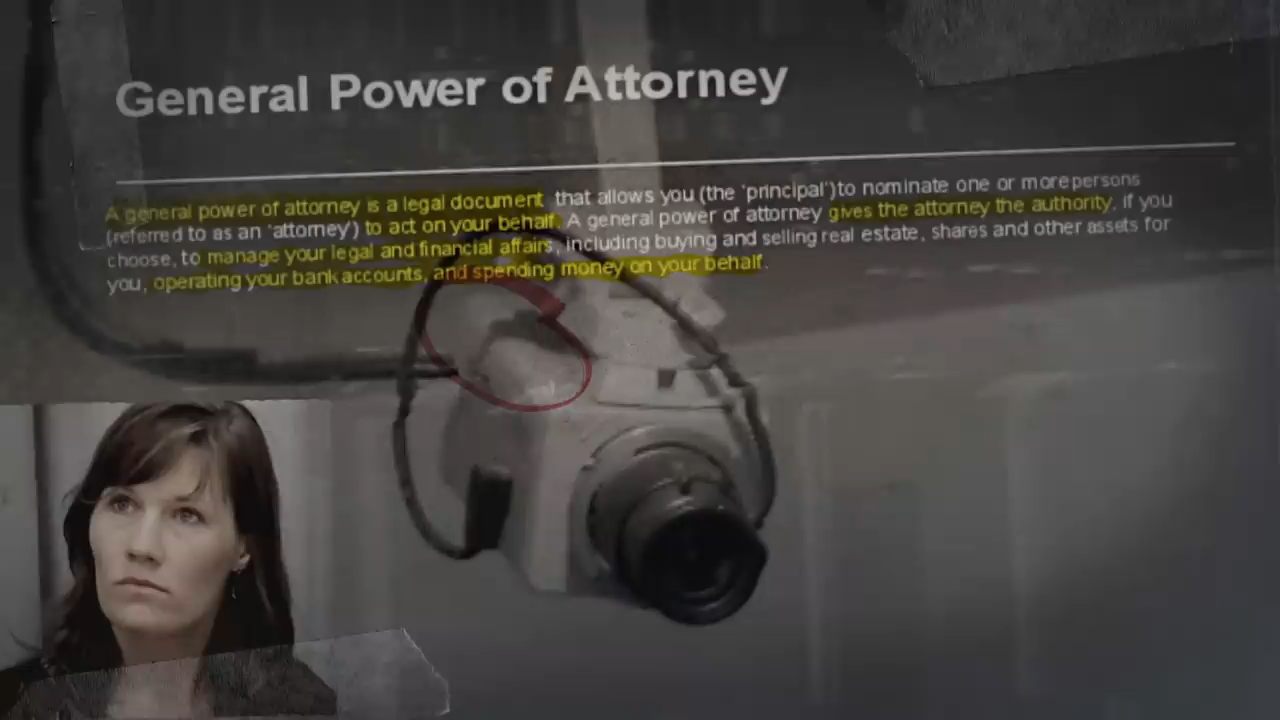 General Power of Attorney
A general power of attorney is a legal document that allows you (the 'principal')to nominate one or more persons
(referred to as an 'attorney') to act on your behalf. A general power of attorney gives the attorney the authority, if you
choose, to manage your legal and financial affairs, including buying and selling real estate, shares and other assets for
you, operating your bank accounts, and spending money on your behalf.